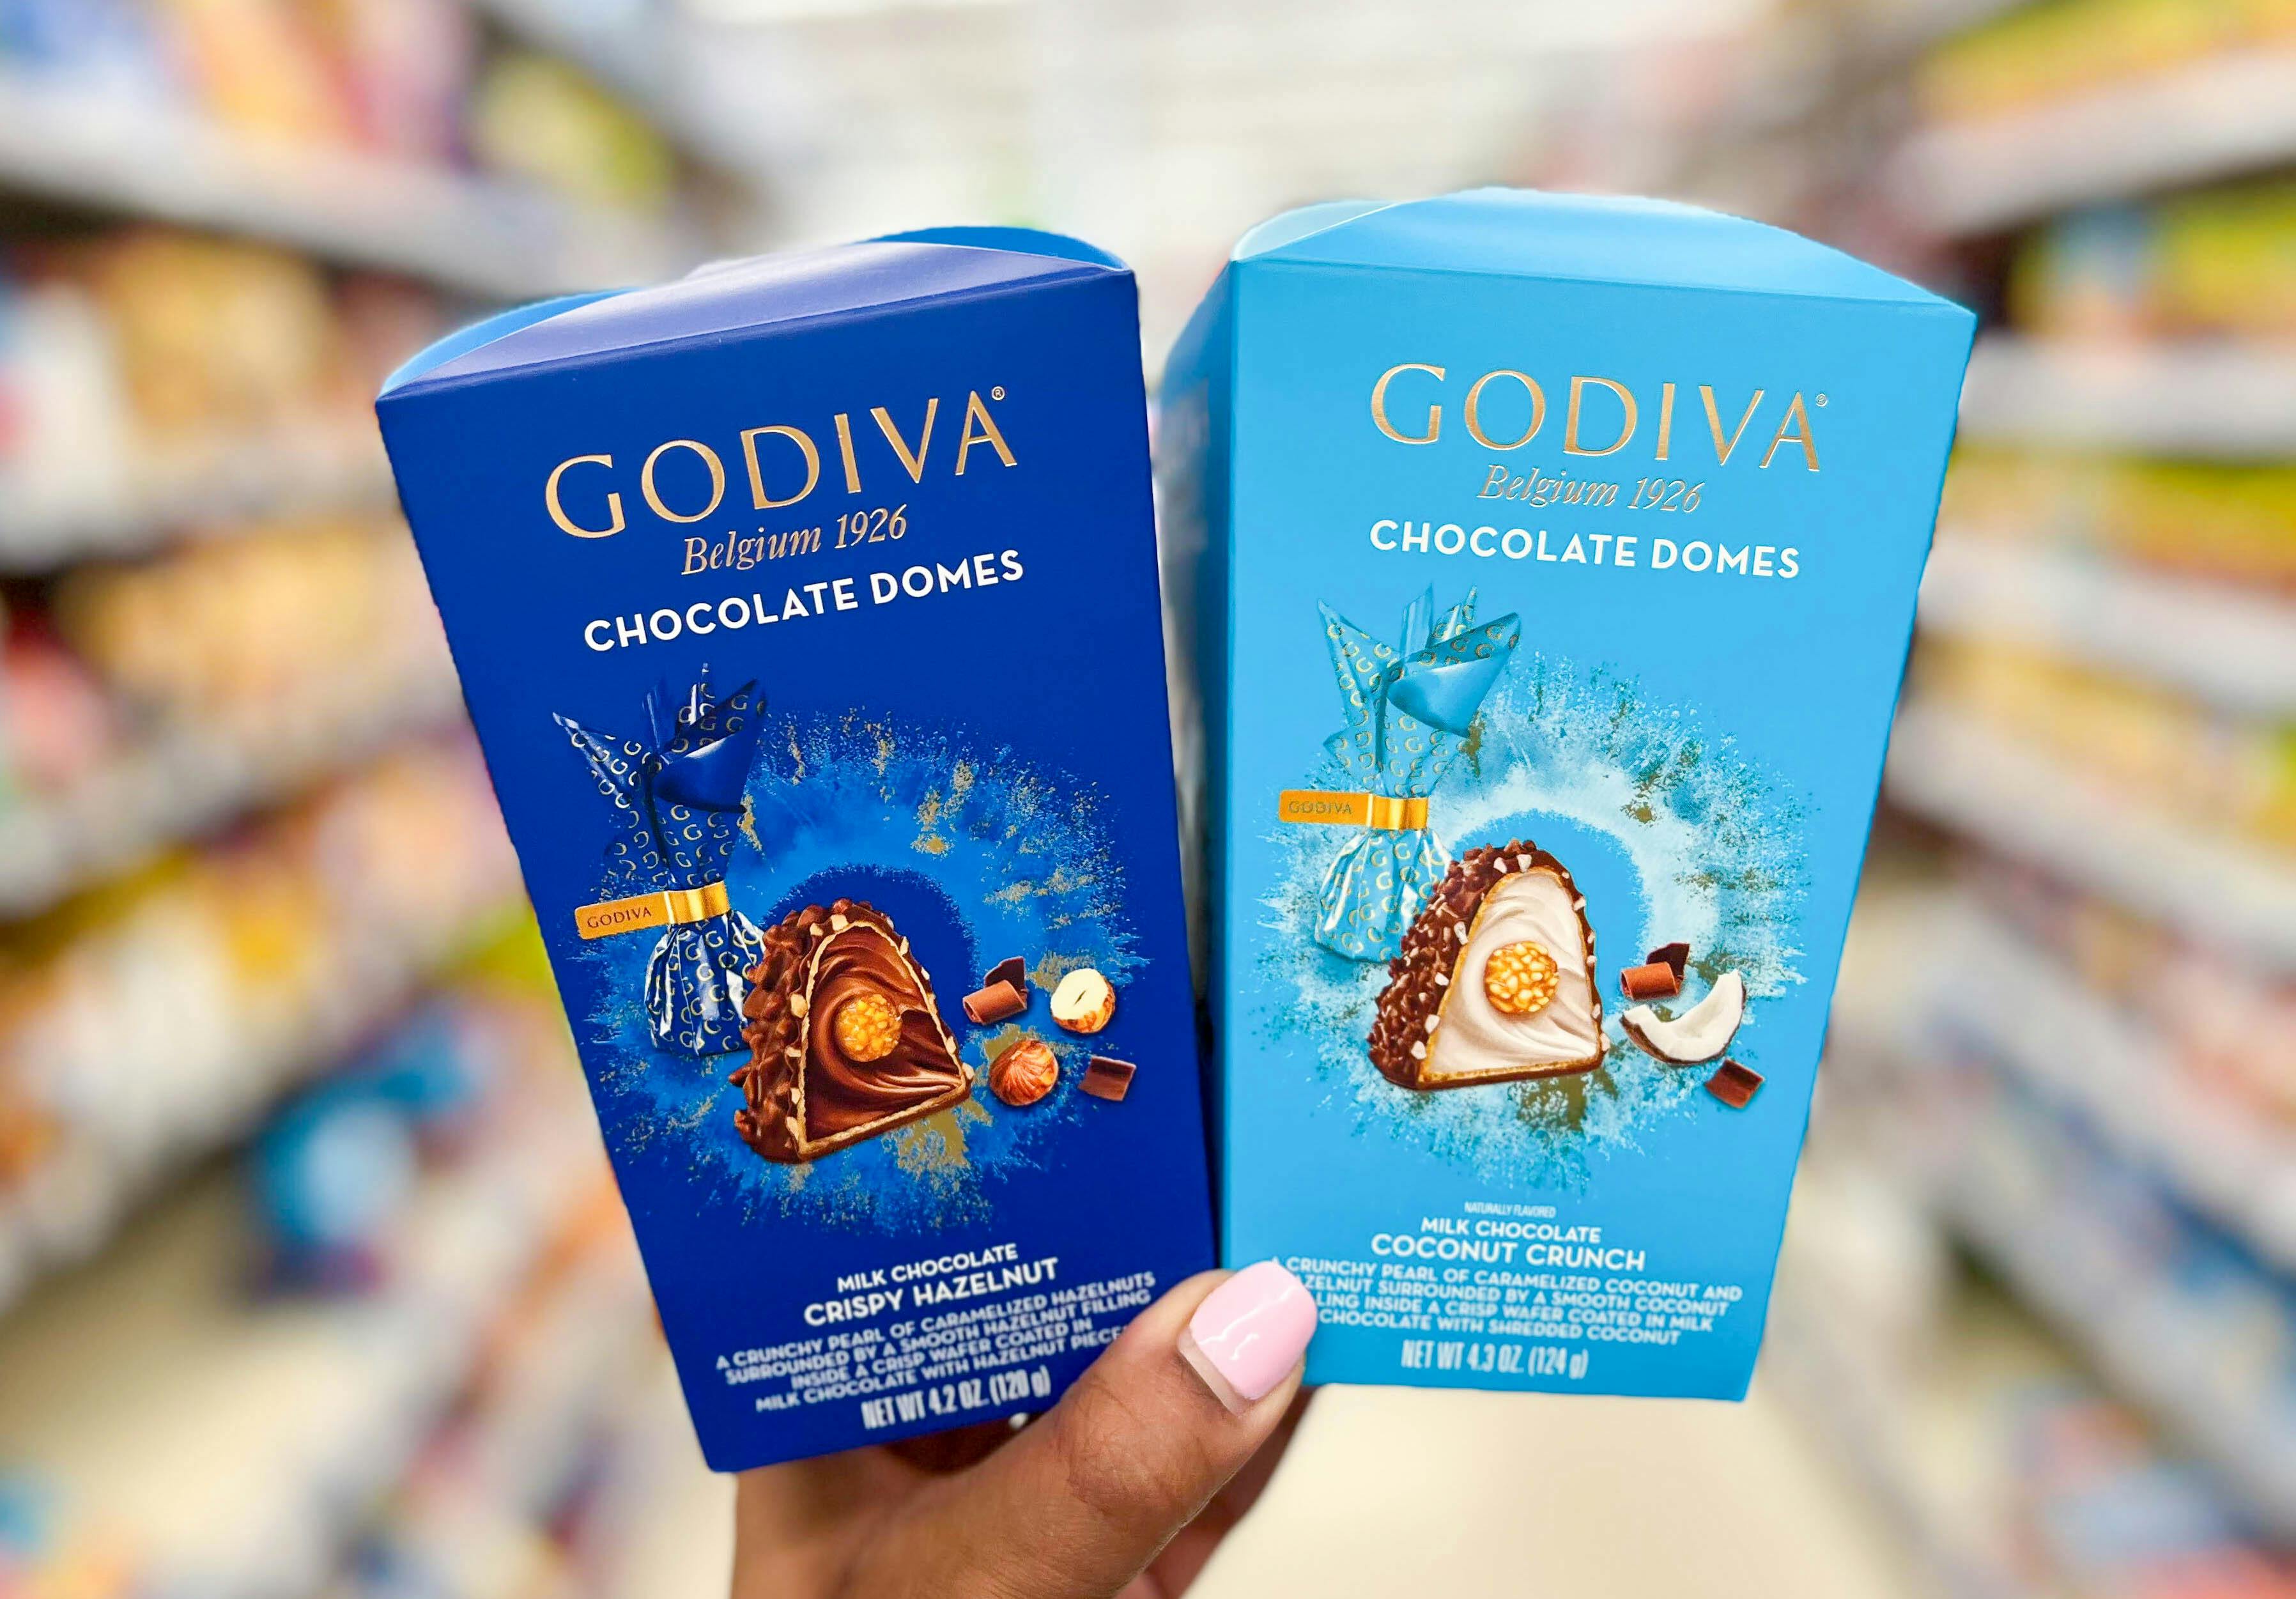 GODIVA®
Belgium 1926
CHOCOLATE DOMES
GODIVA
MILK CHOCOLATE
CRISPY HAZELNUT
A CRUNCHY PEARL OF CARAMELIZED HAZELNUTS
SURROUNDED BY A SMOOTH HAZELNUT FILLING
INSIDE A CRISP WAFER COATED IN
MILK CHOCOLATE WITH HAZELNUT PIECES
NET WT 4.2 OZ. (120 g)
GODIVA®
Belgium 1926
CHOCOLATE DOMES
GODIVA
NATURALLY FLAVORED
MILK CHOCOLATE
COCONUT CRUNCH
A CRUNCHY PEARL OF CARAMELIZED COCONUT AND
HAZELNUT SURROUNDED BY A SMOOTH COCONUT
FILLING INSIDE A CRISP WAFER COATED IN MILK
CHOCOLATE WITH SHREDDED COCONUT
NET WT 4.3 OZ. (124 g)